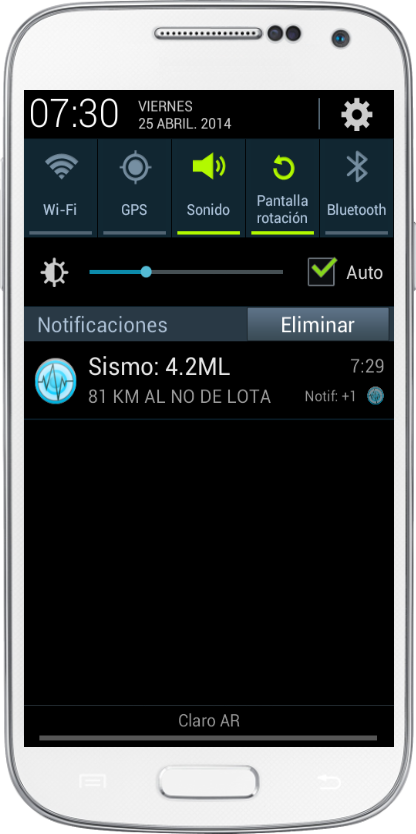 07:30
VIERNES
25 ABRIL. 2014
Wi-Fi
GPS
Sonido
Pantalla
rotación
Bluetooth
Auto
Notificaciones
Eliminar
Sismo: 4.2ML
7:29
81 KM AL NO DE LOTA
Notif: +1
Claro AR